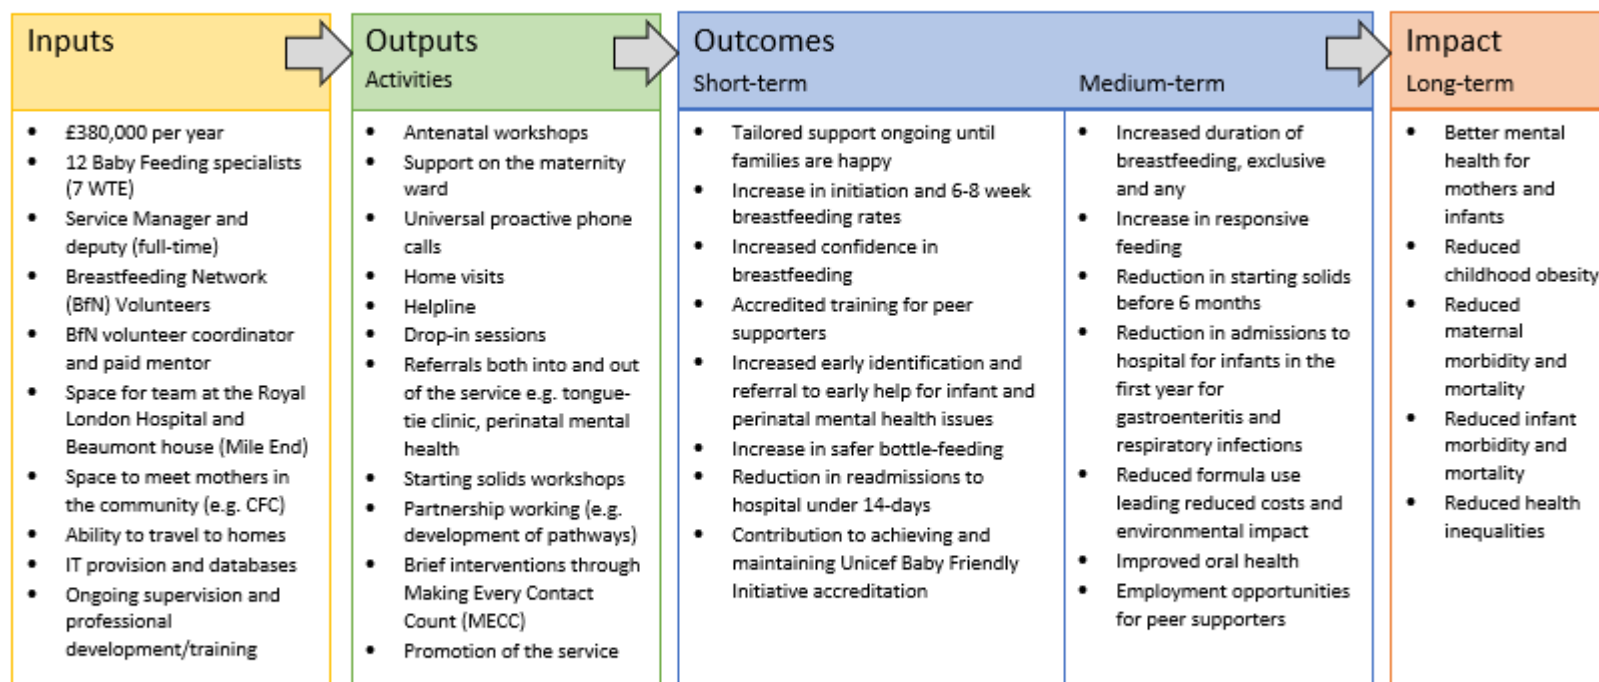 Inputs
• £380,000 per year
• 12 Baby Feeding specialists
(7 WTE)
• Service Manager and
deputy (full-time)
• Breastfeeding Network
(BfN) Volunteers
• BfN volunteer coordinator
and paid mentor
• Space for team at the Royal
London Hospital and
Beaumont house (Mile End)
• Space to meet mothers in
the community (e.g. CFC)
• Ability to travel to homes
• IT provision and databases
• Ongoing supervision and
professional
development/training
Outputs
Activities
• Antenatal workshops
• Support on the maternity
ward
• Universal proactive phone
calls
• Home visits
• Helpline
• Drop-in sessions
• Referrals both into and out
of the service e.g. tongue-
tie clinic, perinatal mental
health
• Starting solids workshops
• Partnership working (e.g.
development of pathways)
• Brief interventions through
Making Every Contact
Count (MECC)
• Promotion of the service
Outcomes
Short-term
• Tailored support ongoing until
families are happy
• Increase in initiation and 6-8 week
breastfeeding rates
• Increased confidence in
breastfeeding
• Accredited training for peer
supporters
• Increased early identification and
referral to early help for infant and
perinatal mental health issues
• Increase in safer bottle-feeding
• Reduction in readmissions to
hospital under 14-days
• Contribution to achieving and
maintaining Unicef Baby Friendly
Initiative accreditation
Medium-term
• Increased duration of
breastfeeding, exclusive
and any
• Increase in responsive
feeding
• Reduction in starting solids
before 6 months
• Reduction in admissions to
hospital for infants in the
first year for
gastroenteritis and
respiratory infections
• Reduced formula use
leading reduced costs and
environmental impact
• Improved oral health
• Employment opportunities
for peer supporters
Impact
Long-term
• Better mental
health for
mothers and
infants
• Reduced
childhood obesity
• Reduced
maternal
morbidity and
mortality
• Reduced infant
morbidity and
mortality
• Reduced health
inequalities